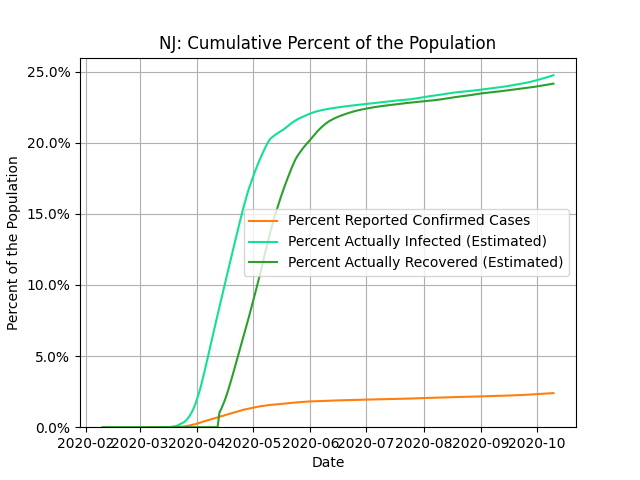 NJ: Cumulative Percent of the Population
25.0%
20.0%
15.0%
10.0%
5.0%
0.0%
Percent of the Population
Percent Reported Confirmed Cases
Percent Actually Infected (Estimated)
Percent Actually Recovered (Estimated)
2020-02 2020-03 2020-04 2020-05 2020-06 2020-07 2020-08 2020-09 2020-10
Date